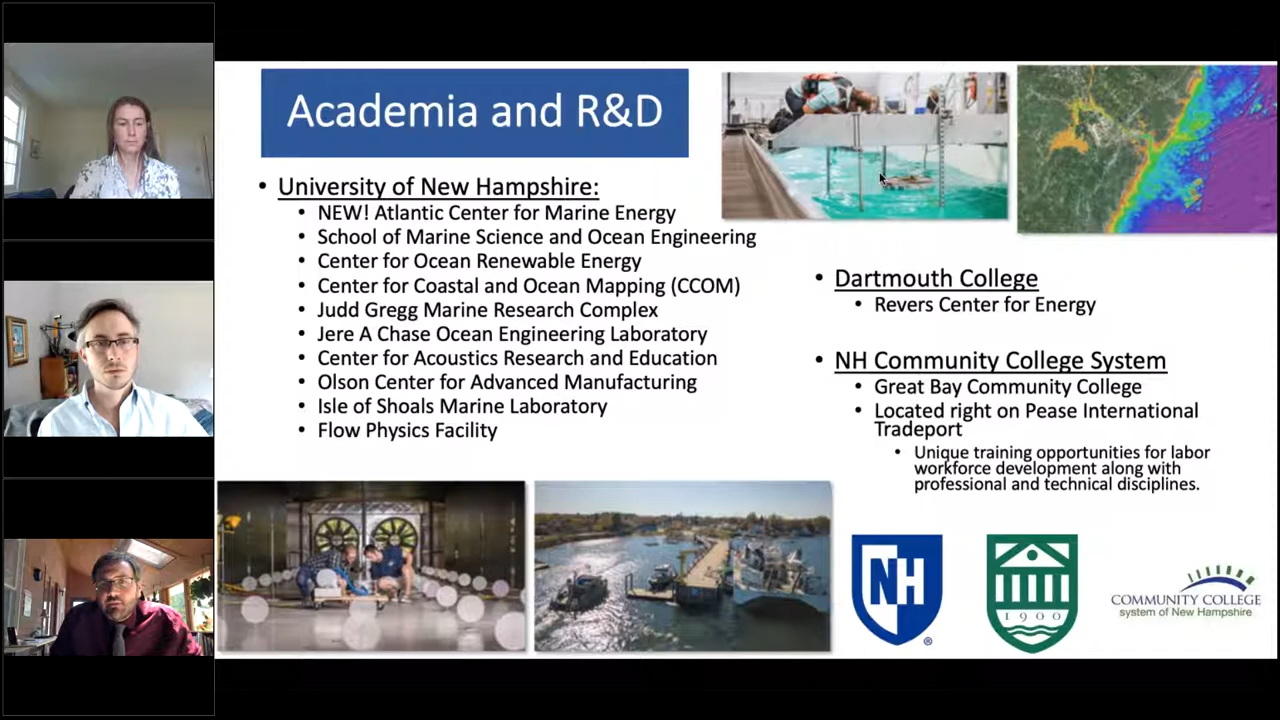 Academia and R&D
• University of New Hampshire:
• NEW! Atlantic Center for Marine Energy
• School of Marine Science and Ocean Engineering
• Center for Ocean Renewable Energy
• Center for Coastal and Ocean Mapping (CCOM)
• Judd Gregg Marine Research Complex
• Jere A Chase Ocean Engineering Laboratory
• Center for Acoustics Research and Education
• Olson Center for Advanced Manufacturing
• Isle of Shoals Marine Laboratory
• Flow Physics Facility
• Dartmouth College
• Revers Center for Energy
• NH Community College System
• Great Bay Community College
• Located right on Pease International
Tradeport
• Unique training opportunities for labor
workforce development along with
professional and technical disciplines.
NH
®
1900
COMMUNITY COLLEGE
system of New Hampshire